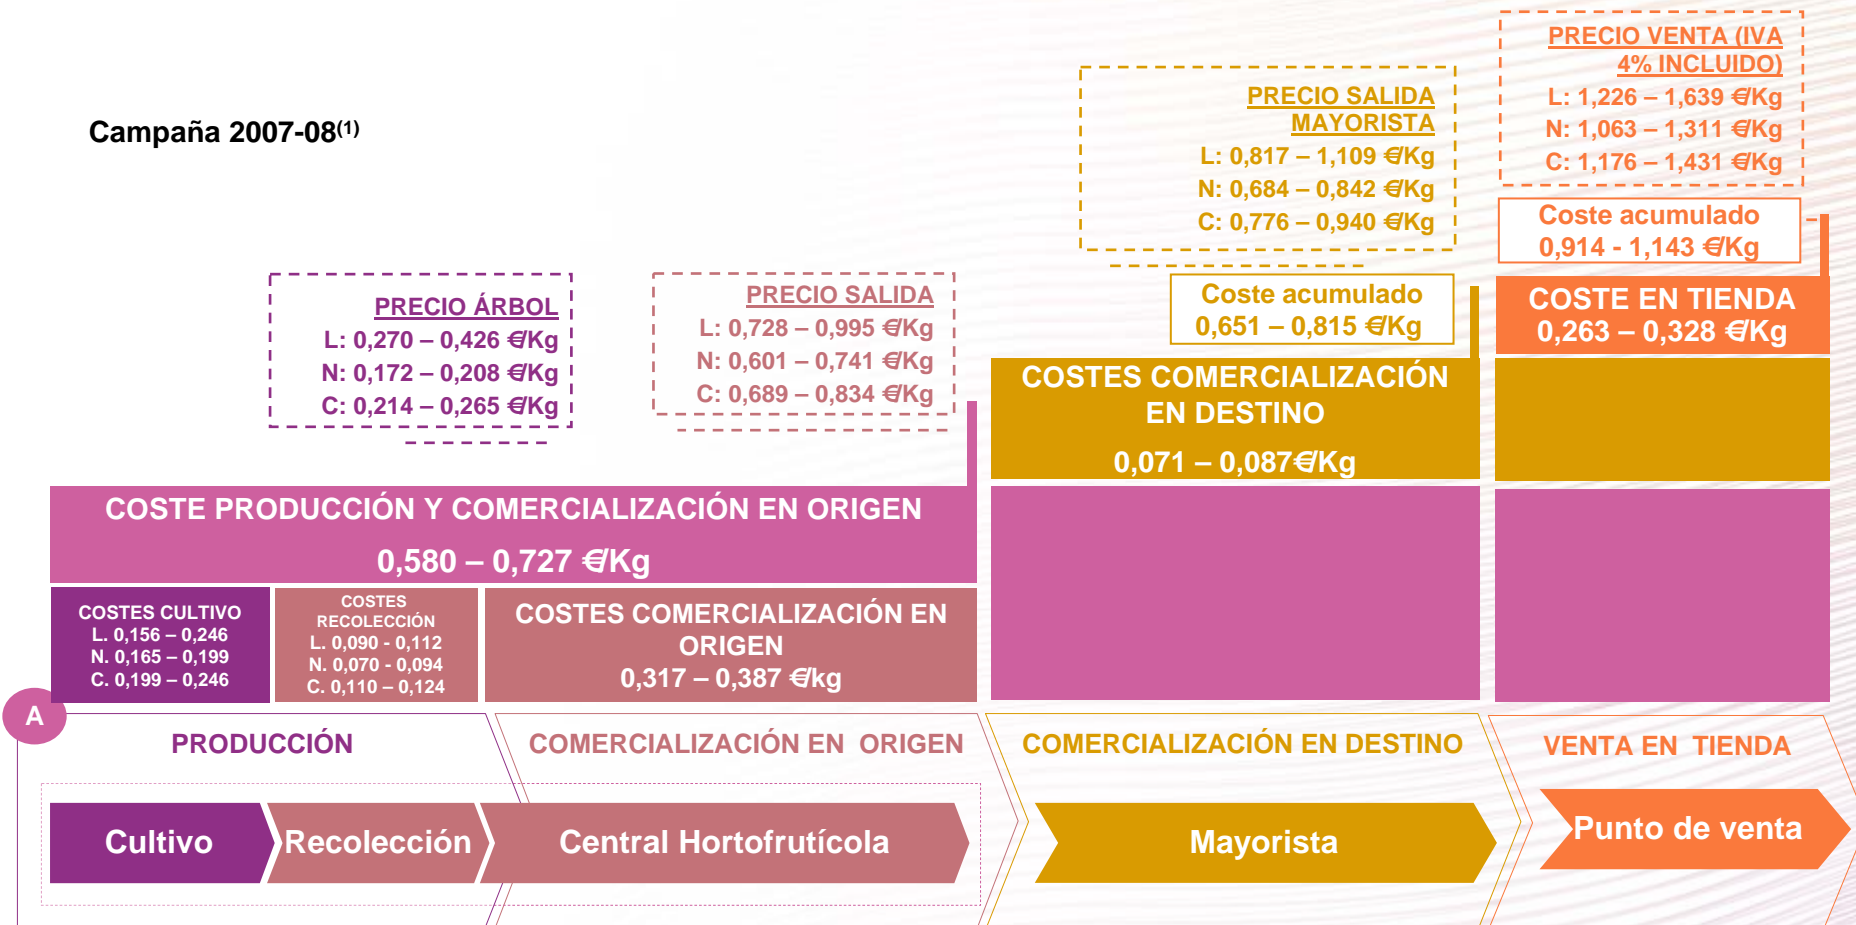 Campaña 2007-08(1)
PRECIO ÁRBOL
L: 0,270 – 0,426 €/Kg
N: 0,172 – 0,208 €/Kg
C: 0,214 – 0,265 €/Kg
PRECIO SALIDA
L: 0,728 – 0,995 €/Kg
N: 0,601 – 0,741 €/Kg
C: 0,689 – 0,834 €/Kg
PRECIO SALIDA
MAYORISTA
L: 0,817 – 1,109 €/Kg
N: 0,684 – 0,842 €/Kg
C: 0,776 – 0,940 €/Kg
PRECIO VENTA (IVA
4% INCLUIDO)
L: 1,226 – 1,639 €/Kg
N: 1,063 – 1,311 €/Kg
C: 1,176 – 1,431 €/Kg
Coste acumulado
0,651 – 0,815 €/Kg
Coste acumulado
0,914 - 1,143 €/Kg
COSTE EN TIENDA
0,263 – 0,328 €/Kg
COSTES COMERCIALIZACIÓN
EN DESTINO
0,071 – 0,087€/Kg
COSTE PRODUCCIÓN Y COMERCIALIZACIÓN EN ORIGEN
0,580 – 0,727 €/Kg
COSTES CULTIVO
L. 0,156 – 0,246
N. 0,165 – 0,199
C. 0,199 – 0,246
COSTES
RECOLECCIÓN
L. 0,090 - 0,112
N. 0,070 - 0,094
C. 0,110 – 0,124
COSTES COMERCIALIZACIÓN EN
ORIGEN
0,317 – 0,387 €/kg
A
PRODUCCIÓN
COMERCIALIZACIÓN EN ORIGEN
COMERCIALIZACIÓN EN DESTINO
VENTA EN TIENDA
Cultivo
Recolección
Central Hortofrutícola
Mayorista
Punto de venta